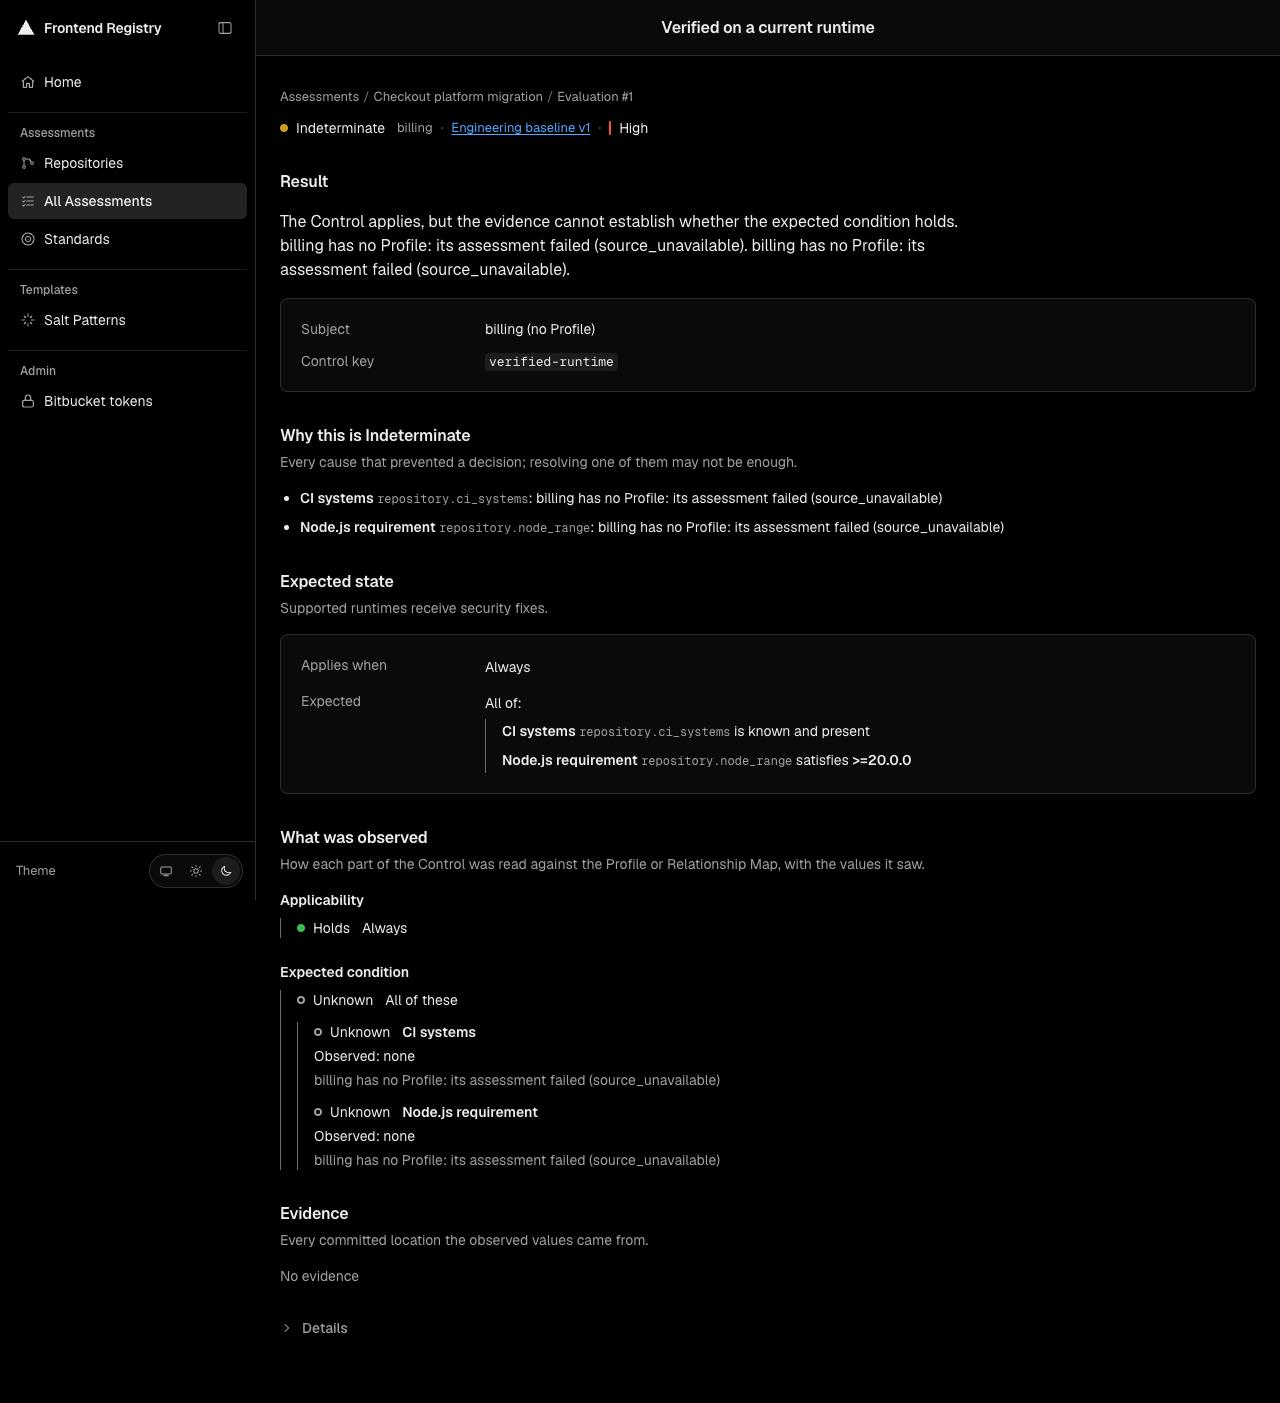 Frontend Registry
Home
Assessments
Repositories
All Assessments
Standards
Templates
Salt Patterns
Admin
Bitbucket tokens
Theme
Verified on a current runtime
Assessments / Checkout platform migration / Evaluation #1
Indeterminate billing · Engineering baseline v1 · High
Result
The Control applies, but the evidence cannot establish whether the expected condition holds.
billing has no Profile: its assessment failed (source_unavailable). billing has no Profile: its
assessment failed (source_unavailable).
Subject billing (no Profile)
Control key verified-runtime
Why this is Indeterminate
Every cause that prevented a decision; resolving one of them may not be enough.
• CI systems repository.ci_systems: billing has no Profile: its assessment failed (source_unavailable)
• Node.js requirement repository.node_range: billing has no Profile: its assessment failed (source_unavailable)
Expected state
Supported runtimes receive security fixes.
Applies when Always
Expected All of:
CI systems repository.ci_systems is known and present
Node.js requirement repository.node_range satisfies >=20.0.0
What was observed
How each part of the Control was read against the Profile or Relationship Map, with the values it saw.
Applicability
Holds Always
Expected condition
Unknown All of these
Unknown CI systems
Observed: none
billing has no Profile: its assessment failed (source_unavailable)
Unknown Node.js requirement
Observed: none
billing has no Profile: its assessment failed (source_unavailable)
Evidence
Every committed location the observed values came from.
No evidence
Details